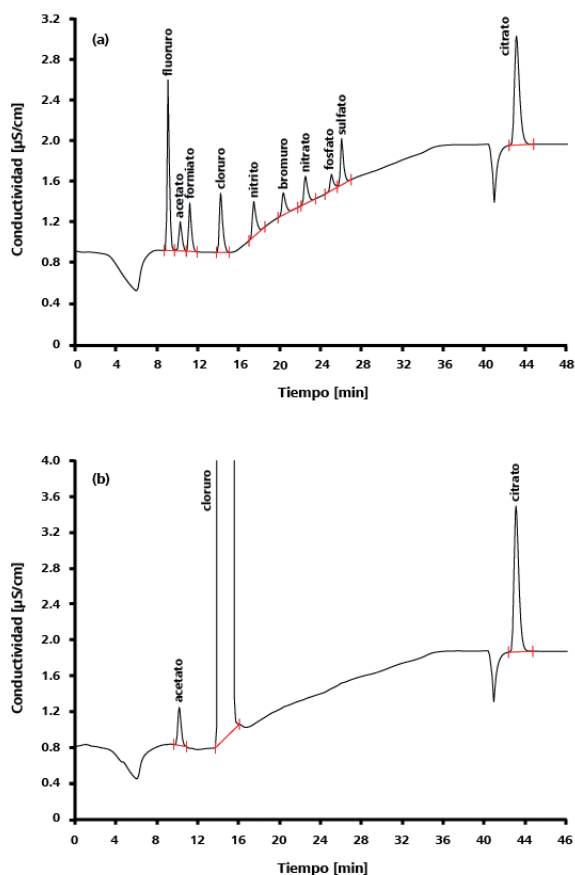 (a)
Conductividad [µS/cm]
3.2
2.8
2.4
2.0
1.6
1.2
0.8
0.4
0
fluoruro
acetato
formiato
cloruro
nitrito
bromuro
nitrato
fosfato
sulfato
citrato
0 4 8 12 16 20 24 28 32 36 40 44 48
Tiempo [min]
(b)
Conductividad [µS/cm]
4.0
3.6
3.2
2.8
2.4
2.0
1.6
1.2
0.8
0.4
0
acetato
cloruro
citrato
0 4 8 12 16 20 24 28 32 36 40 44 46
Tiempo [min]